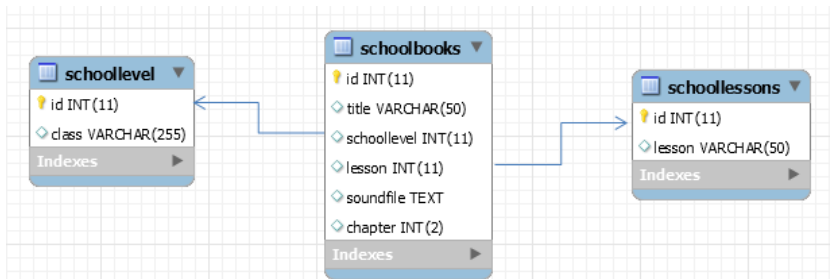 schoollevel
id INT(11)
class VARCHAR(255)
Indexes
schoolbooks
id INT(11)
title VARCHAR(50)
schoollevel INT(11)
lesson INT(11)
soundfile TEXT
chapter INT(2)
Indexes
schoollessons
id INT(11)
lesson VARCHAR(50)
Indexes